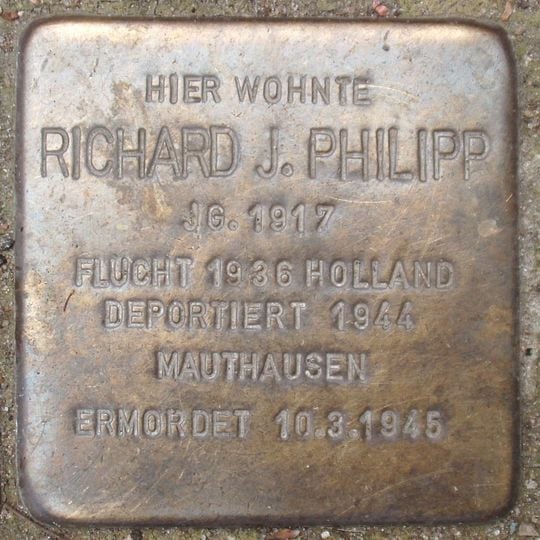 HIER WOHNTE
RICHARD J. PHILIPP
JG. 1917
FLUCHT 1936 HOLLAND
DEPORTIERT 1944
MAUTHAUSEN
ERMORDET 10.3.1945